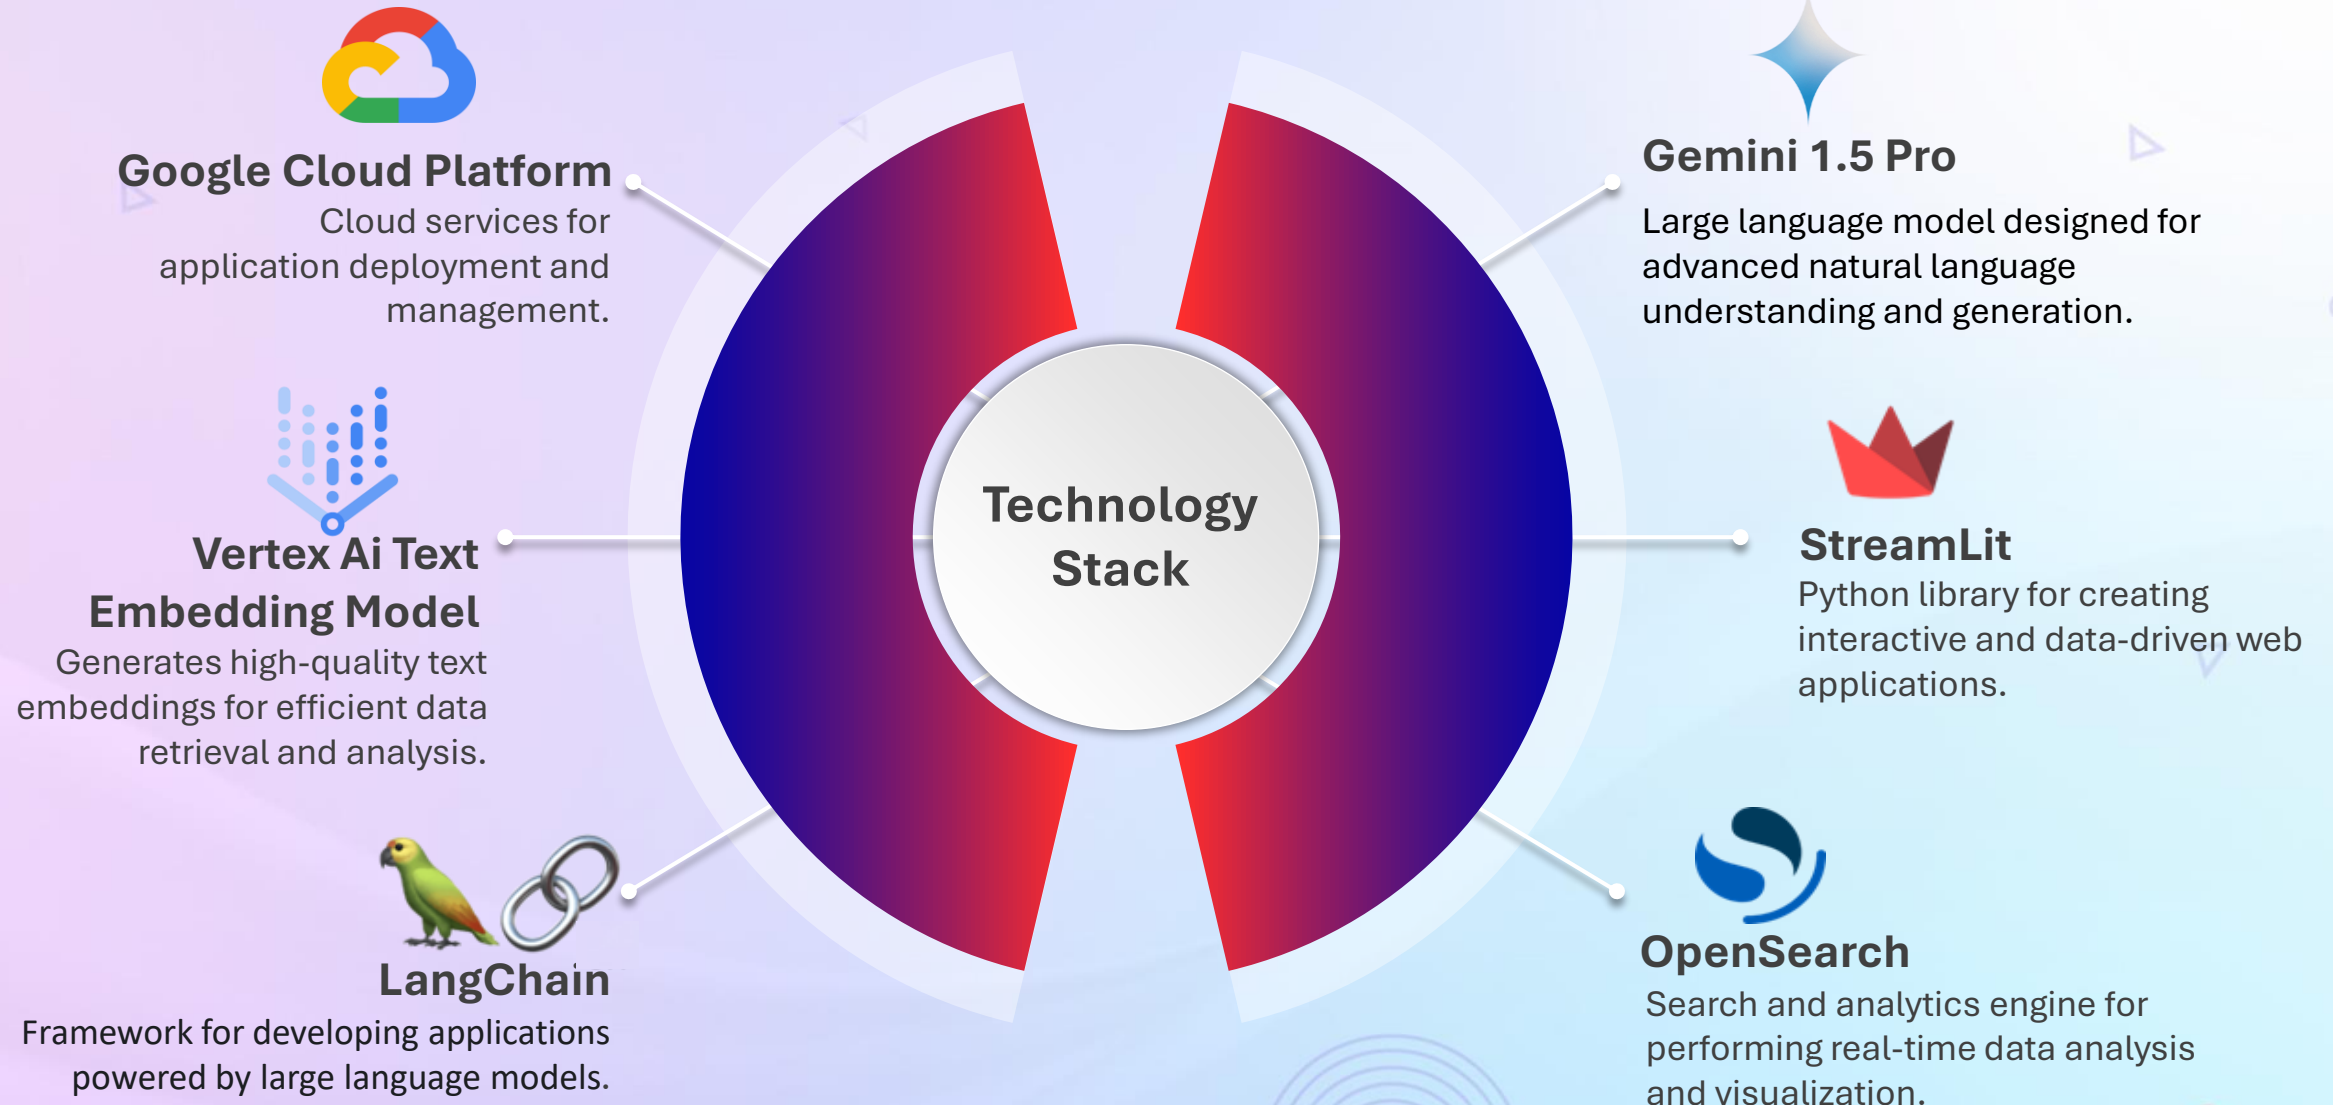 Google Cloud Platform
Cloud services for
application deployment and
management.
Vertex Ai Text
Embedding Model
Generates high-quality text
embeddings for efficient data
retrieval and analysis.
LangChain
Framework for developing applications
powered by large language models.
Technology
Stack
Gemini 1.5 Pro
Large language model designed for
advanced natural language
understanding and generation.
StreamLit
Python library for creating
interactive and data-driven web
applications.
OpenSearch
Search and analytics engine for
performing real-time data analysis
and visualization.